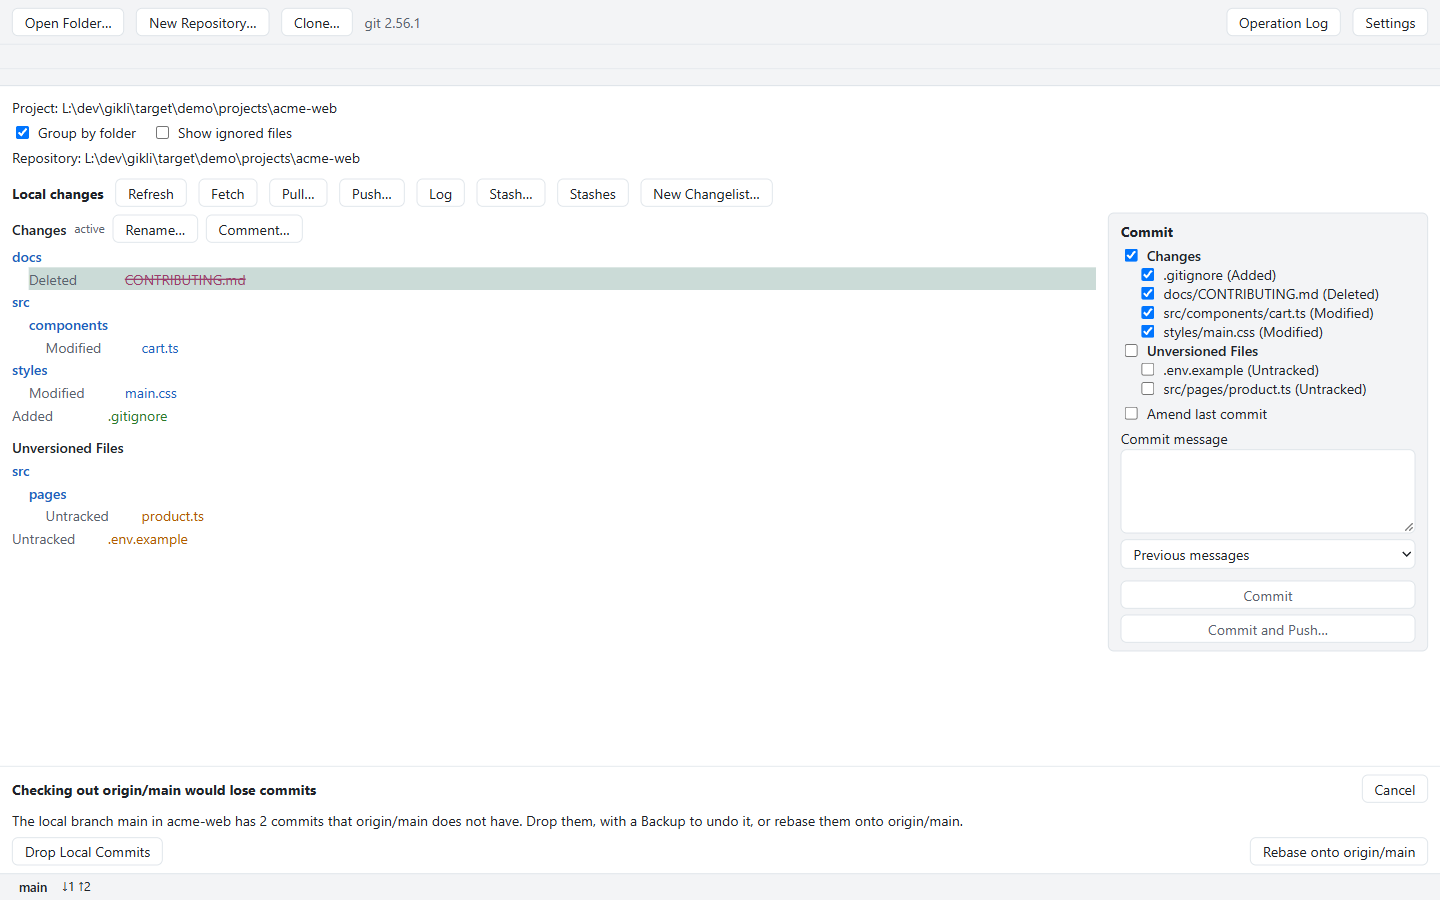 Open Folder... New Repository... Clone... git 2.56.1 Operation Log Settings
Project: L:\dev\gikli\target\demo\projects\acme-web
Group by folder Show ignored files
Repository: L:\dev\gikli\target\demo\projects\acme-web
Local changes Refresh Fetch Pull... Push... Log Stash... Stashes New Changelist...
Changes active Rename... Comment...
docs
Deleted CONTRIBUTING.md
src
components
Modified cart.ts
styles
Modified main.css
Added .gitignore
Unversioned Files
src
pages
Untracked product.ts
Untracked .env.example
Commit
Changes
.gitignore (Added)
docs/CONTRIBUTING.md (Deleted)
src/components/cart.ts (Modified)
styles/main.css (Modified)
Unversioned Files
.env.example (Untracked)
src/pages/product.ts (Untracked)
Amend last commit
Commit message
Previous messages
Commit
Commit and Push...
Checking out origin/main would lose commits Cancel
The local branch main in acme-web has 2 commits that origin/main does not have. Drop them, with a Backup to undo it, or rebase them onto origin/main.
Drop Local Commits Rebase onto origin/main
main ↓1 ↑2